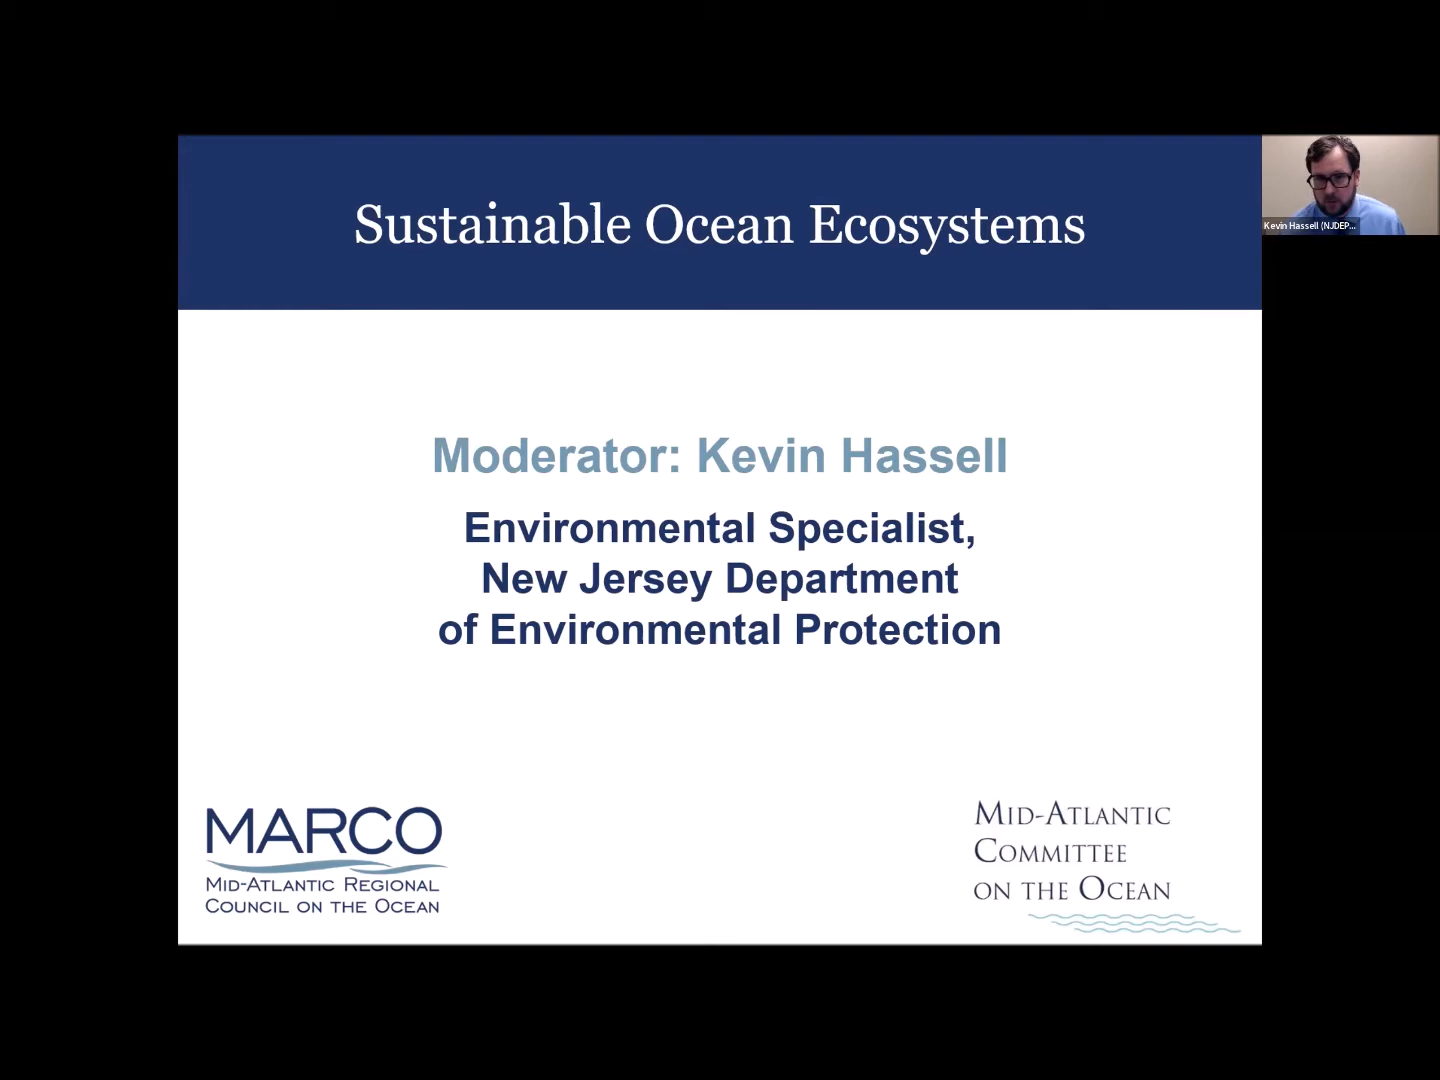 Sustainable Ocean Ecosystems
Kevin Hassell (NJDEP...
Moderator: Kevin Hassell
Environmental Specialist,
New Jersey Department
of Environmental Protection
MARCO
MID-ATLANTIC REGIONAL
COUNCIL ON THE OCEAN
MID-ATLANTIC
COMMITTEE
ON THE OCEAN